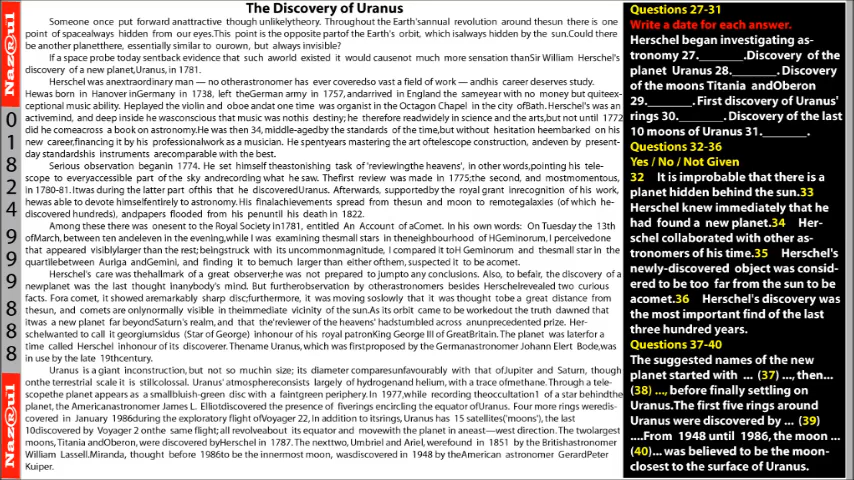 The Discovery of Uranus
Someone once put forward anattractive though unlikelytheory. Throughout the Earth'sannual revolution around thesun there is one
point of spacealways hidden from our eyes.This point is the opposite partof the Earth's orbit, which isalways hidden by the sun.Could there
be another planetthere, essentially similar to ourown, but always invisible?
If a space probe today sentback evidence that such aworld existed it would causenot much more sensation thanSir William Herschel's
discovery of a new planet,Uranus, in 1781.
Herschel was anextraordinary man — no otherastronomer has ever coveredso vast a field of work — andhis career deserves study.
Hewas born in Hanover inGermany in 1738, left theGerman army in 1757, andarrived in England the sameyear with no money but quiteex-
ceptional music ability. Heplayed the violin and oboe andat one time was organist in the Octagon Chapel in the city ofBath. Herschel's was an
activemind, and deep inside he wasconscious that music was nothis destiny; he therefore readwidely in science and the arts,but not until 1772
did he comeacross a book on astronomy.He was then 34, middle-agedby the standards of the time,but without hesitation heembarked on his
new career,financing it by his professionalwork as a musician. He spentyears mastering the art oftelescope construction, andeven by present-
day standardshis instruments arecomparable with the best.
Serious observation beganin 1774. He set himself theastonishing task of 'reviewingthe heavens', in other words,pointing his tele-
scope to everyaccessible part of the sky andrecording what he saw. Thefirst review was made in 1775;the second, and mostmomentous,
in 1780-81. Itwas during the latter part ofthis that he discoveredUranus. Afterwards, supportedby the royal grant inrecognition of his work,
hewas able to devote himselfentirely to astronomy. His finalachievements spread from thesun and moon to remotegalaxies (of which he-
discovered hundreds), andpapers flooded from his penuntil his death in 1822.
Among these there was onesent to the Royal Society in1781, entitled An Account of aComet. In his own words: On Tuesday the 13th
ofMarch, between ten andeleven in the evening,while I was examining thesmall stars in theneighbourhood of HGeminorum, I perceivedone
that appeared visiblylarger than the rest; beingstruck with its uncommonmagnitude, I compared it toH Geminorum and thesmall star in the
quartilebetween Auriga andGemini, and finding it to bemuch larger than either ofthem, suspected it to be acomet.
Herschel's care was thehallmark of a great observer;he was not prepared to jumpto any conclusions. Also, to befair, the discovery of a
newplanet was the last thought inanybody's mind. But furtherobservation by otherastronomers besides Herschelrevealed two curious
facts. Fora comet, it showed aremarkably sharp disc;furthermore, it was moving soslowly that it was thought tobe a great distance from
thesun, and comets are onlynormally visible in theimmediate vicinity of the sun.As its orbit came to be workedout the truth dawned that
itwas a new planet far beyondSaturn's realm, and that the'reviewer of the heavens' hadstumbled across anunprecedented prize. Her-
schelwanted to call it georgiumsidus (Star of George) inhonour of his royal patronKing George III of GreatBritain. The planet was laterfor a
time called Herschel inhonour of its discoverer. Thename Uranus, which was firstproposed by the Germanastronomer Johann Elert Bode,was
in use by the late 19thcentury.
Uranus is a giant inconstruction, but not so muchin size; its diameter comparesunfavourably with that ofJupiter and Saturn, though
onthe terrestrial scale it is stillcolossal. Uranus' atmosphereconsists largely of hydrogenand helium, with a trace ofmethane. Through a tele-
scopethe planet appears as a smallbluish-green disc with a faintgreen periphery. In 1977,while recording theoccultation1 of a star behindthe
planet, the Americanastronomer James L. Elliotdiscovered the presence of fiverings encircling the equator ofUranus. Four more rings weredis-
covered in January 1986during the exploratory flight ofVoyager 22, In addition to itsrings, Uranus has 15 satellites('moons'), the last
10discovered by Voyager 2 onthe same flight; all revolveabout its equator and movewith the planet in aneast—west direction. The twolargest
moons, Titania andOberon, were discovered byHerschel in 1787. The nexttwo, Umbriel and Ariel, werefound in 1851 by the Britishastronomer
William Lassell.Miranda, thought before 1986to be the innermost moon, wasdiscovered in 1948 by theAmerican astronomer GerardPeter
Kuiper.
Naz@ul
0
1
8
2
4
9
9
9
8
8
8
Naz@ul
Questions 27-31
Write a date for each answer.
Herschel began investigating as-
tronomy 27.________.Discovery of the
planet Uranus 28.________. Discovery
of the moons Titania andOberon
29.________. First discovery of Uranus'
rings 30.________. Discovery of the last
10 moons of Uranus 31.________.
Questions 32-36
Yes / No / Not Given
32 It is improbable that there is a
planet hidden behind the sun.33
Herschel knew immediately that he
had found a new planet.34 Her-
schel collaborated with other as-
tronomers of his time.35 Herschel's
newly-discovered object was consid-
ered to be too far from the sun to be
acomet.36 Herschel's discovery was
the most important find of the last
three hundred years.
Questions 37-40
The suggested names of the new
planet started with ... (37) ..., then...
(38) ..., before finally settling on
Uranus.The first five rings around
Uranus were discovered by ... (39)
....From 1948 until 1986, the moon ...
(40)... was believed to be the moon-
closest to the surface of Uranus.